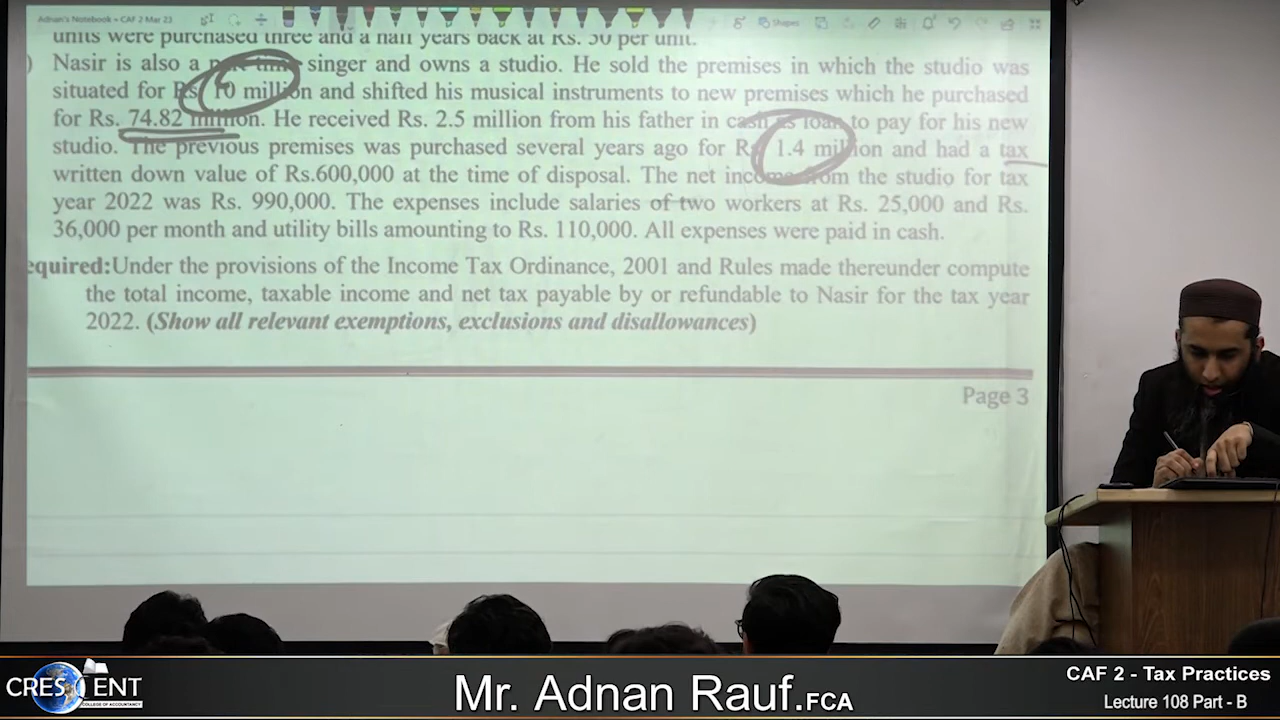 Adnan's Notebook » CAF 2 Mar 23
Shapes
units were purchased three and a half years back at Rs. 50 per unit.
) Nasir is also a part time singer and owns a studio. He sold the premises in which the studio was
situated for Rs. 10 million and shifted his musical instruments to new premises which he purchased
for Rs. 74.82 million. He received Rs. 2.5 million from his father in cash as loan to pay for his new
studio. The previous premises was purchased several years ago for Rs. 1.4 million and had a tax
written down value of Rs.600,000 at the time of disposal. The net income from the studio for tax
year 2022 was Rs. 990,000. The expenses include salaries of two workers at Rs. 25,000 and Rs.
36,000 per month and utility bills amounting to Rs. 110,000. All expenses were paid in cash.
equired:Under the provisions of the Income Tax Ordinance, 2001 and Rules made thereunder compute
the total income, taxable income and net tax payable by or refundable to Nasir for the tax year
2022. (Show all relevant exemptions, exclusions and disallowances)
Page 3
CRESCENT
COLLEGE OF ACCOUNTANCY
Mr. Adnan Rauf.FCA
CAF 2 - Tax Practices
Lecture 108 Part - B